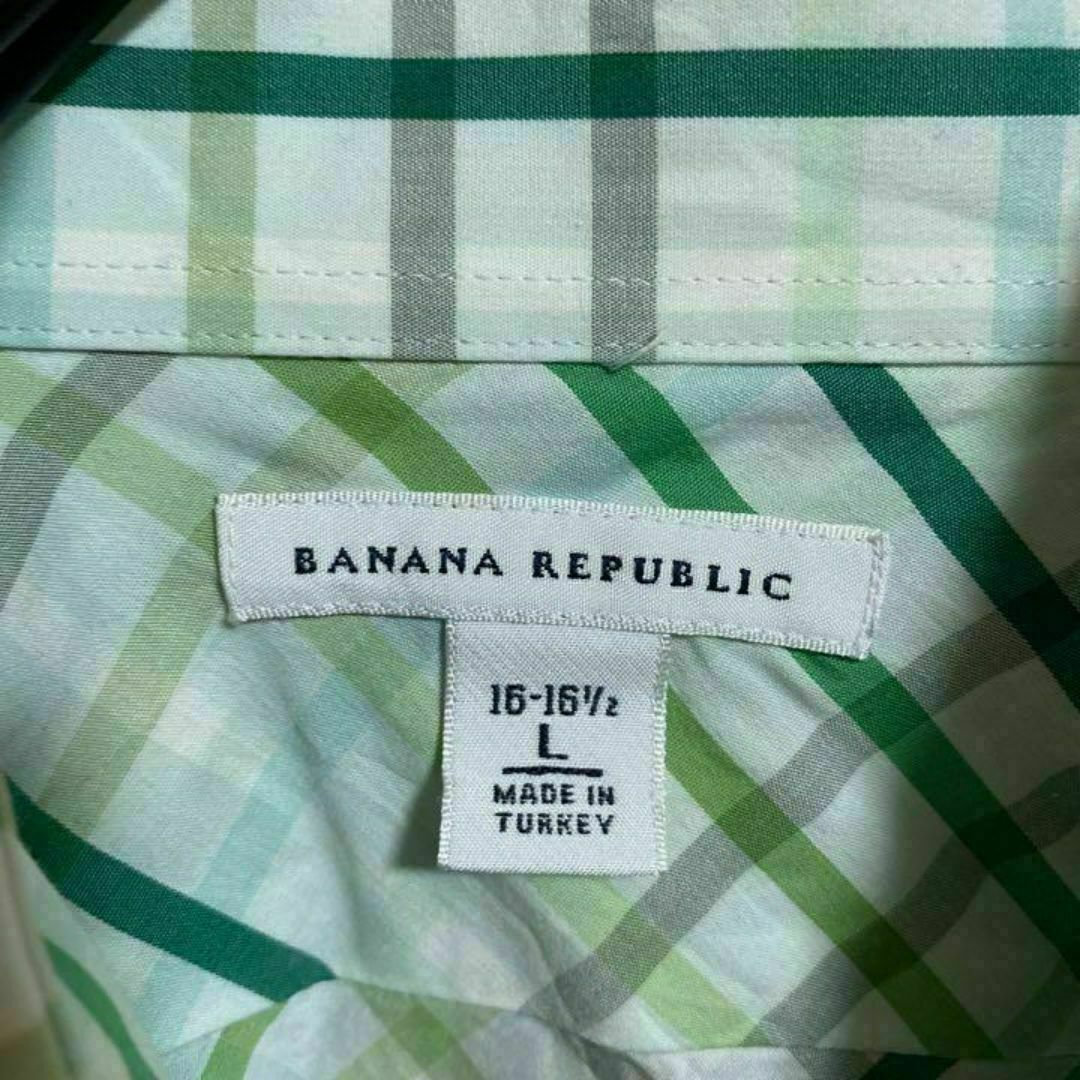 BANANA REPUBLIC
16-16½
L
MADE IN
TURKEY